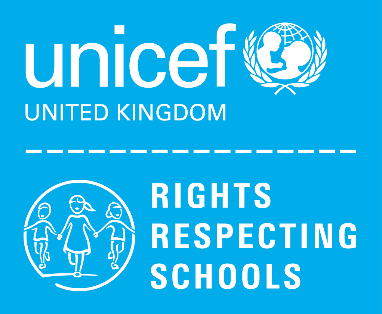 unicef
UNITED KINGDOM
RIGHTS
RESPECTING
SCHOOLS